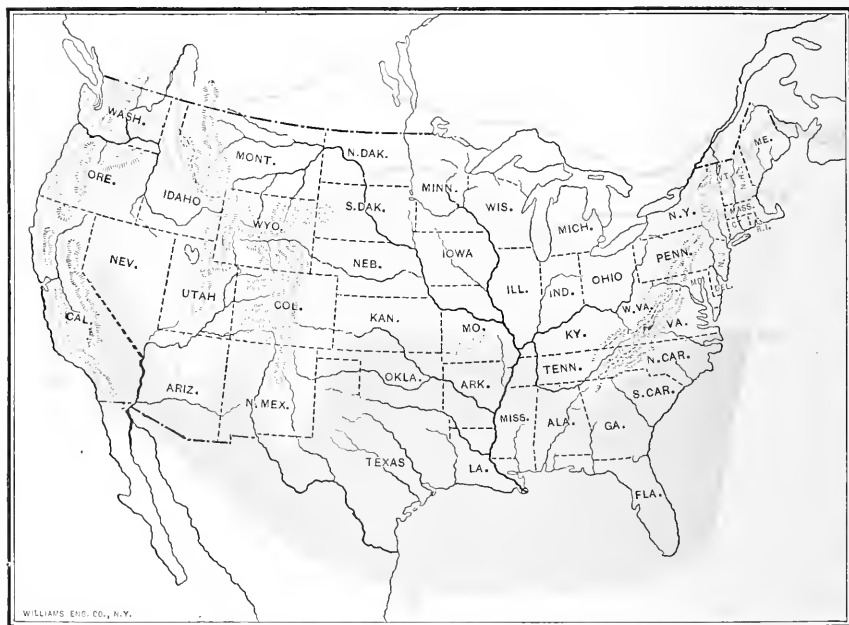 WASH.
MONT.
N.DAK.
MINN.
ME.
ORE.
IDAHO
WYO.
S.DAK.
WIS.
MICH.
N.Y.
MASS.
R.I.
NEV.
UTAH
COL.
NEB.
IOWA
ILL.
IND.
OHIO
PENN.
MD.
DEL.
CAL.
KAN.
MO.
KY.
W.VA.
VA.
ARIZ.
N.MEX.
OKLA.
ARK.
TENN.
N.CAR.
S.CAR.
TEXAS
LA.
MISS.
ALA.
GA.
FLA.
WILLIAMS ENG. CO., N.Y.